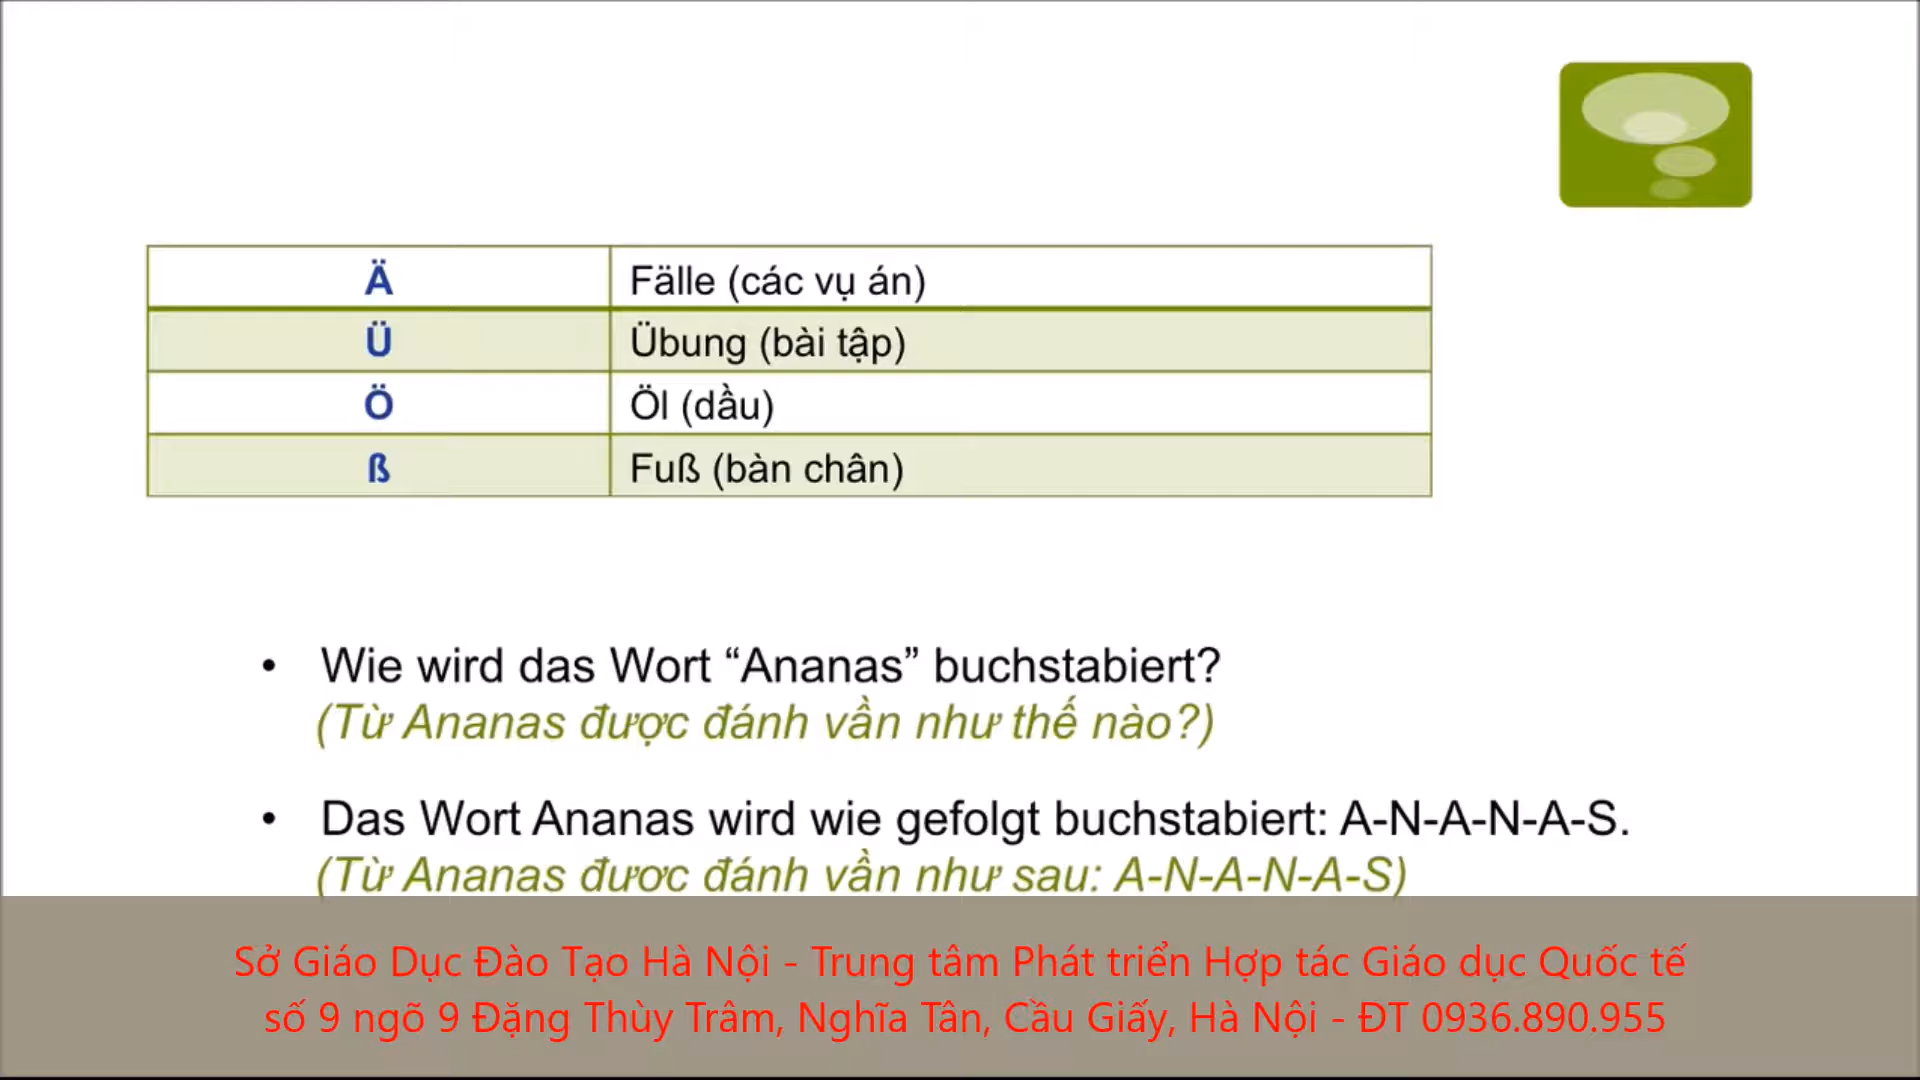 Ä Fälle (các vụ án)
Ü Übung (bài tập)
Ö Öl (dầu)
ß Fuß (bàn chân)
• Wie wird das Wort “Ananas” buchstabiert?
(Từ Ananas được đánh vần như thế nào?)
• Das Wort Ananas wird wie gefolgt buchstabiert: A-N-A-N-A-S.
(Từ Ananas được đánh vần như sau: A-N-A-N-A-S)
Sở Giáo Dục Đào Tạo Hà Nội - Trung tâm Phát triển Hợp tác Giáo dục Quốc tế
số 9 ngõ 9 Đặng Thùy Trâm, Nghĩa Tân, Cầu Giấy, Hà Nội - ĐT 0936.890.955